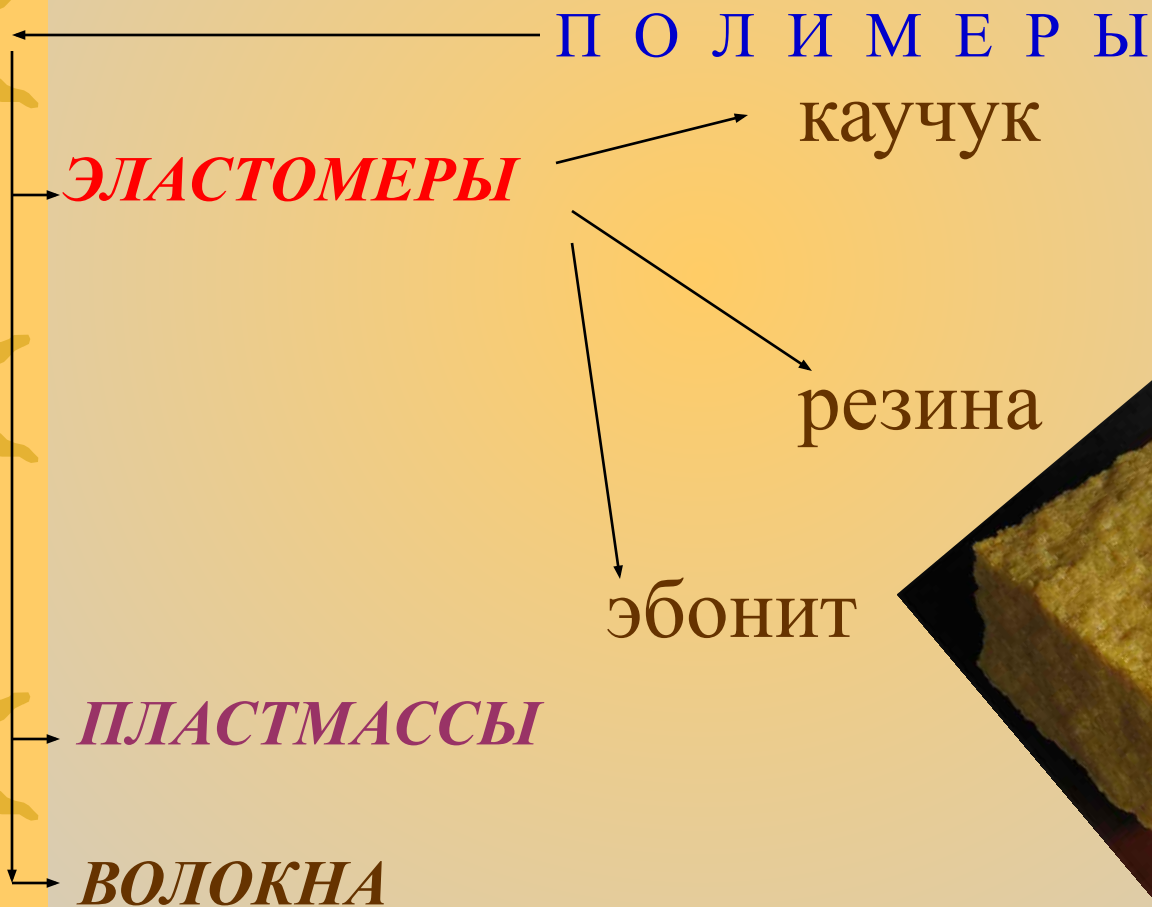 П О Л И М Е Р Ы
каучук
ЭЛАСТОМЕРЫ
резина
эбонит
ПЛАСТМАССЫ
ВОЛОКНА